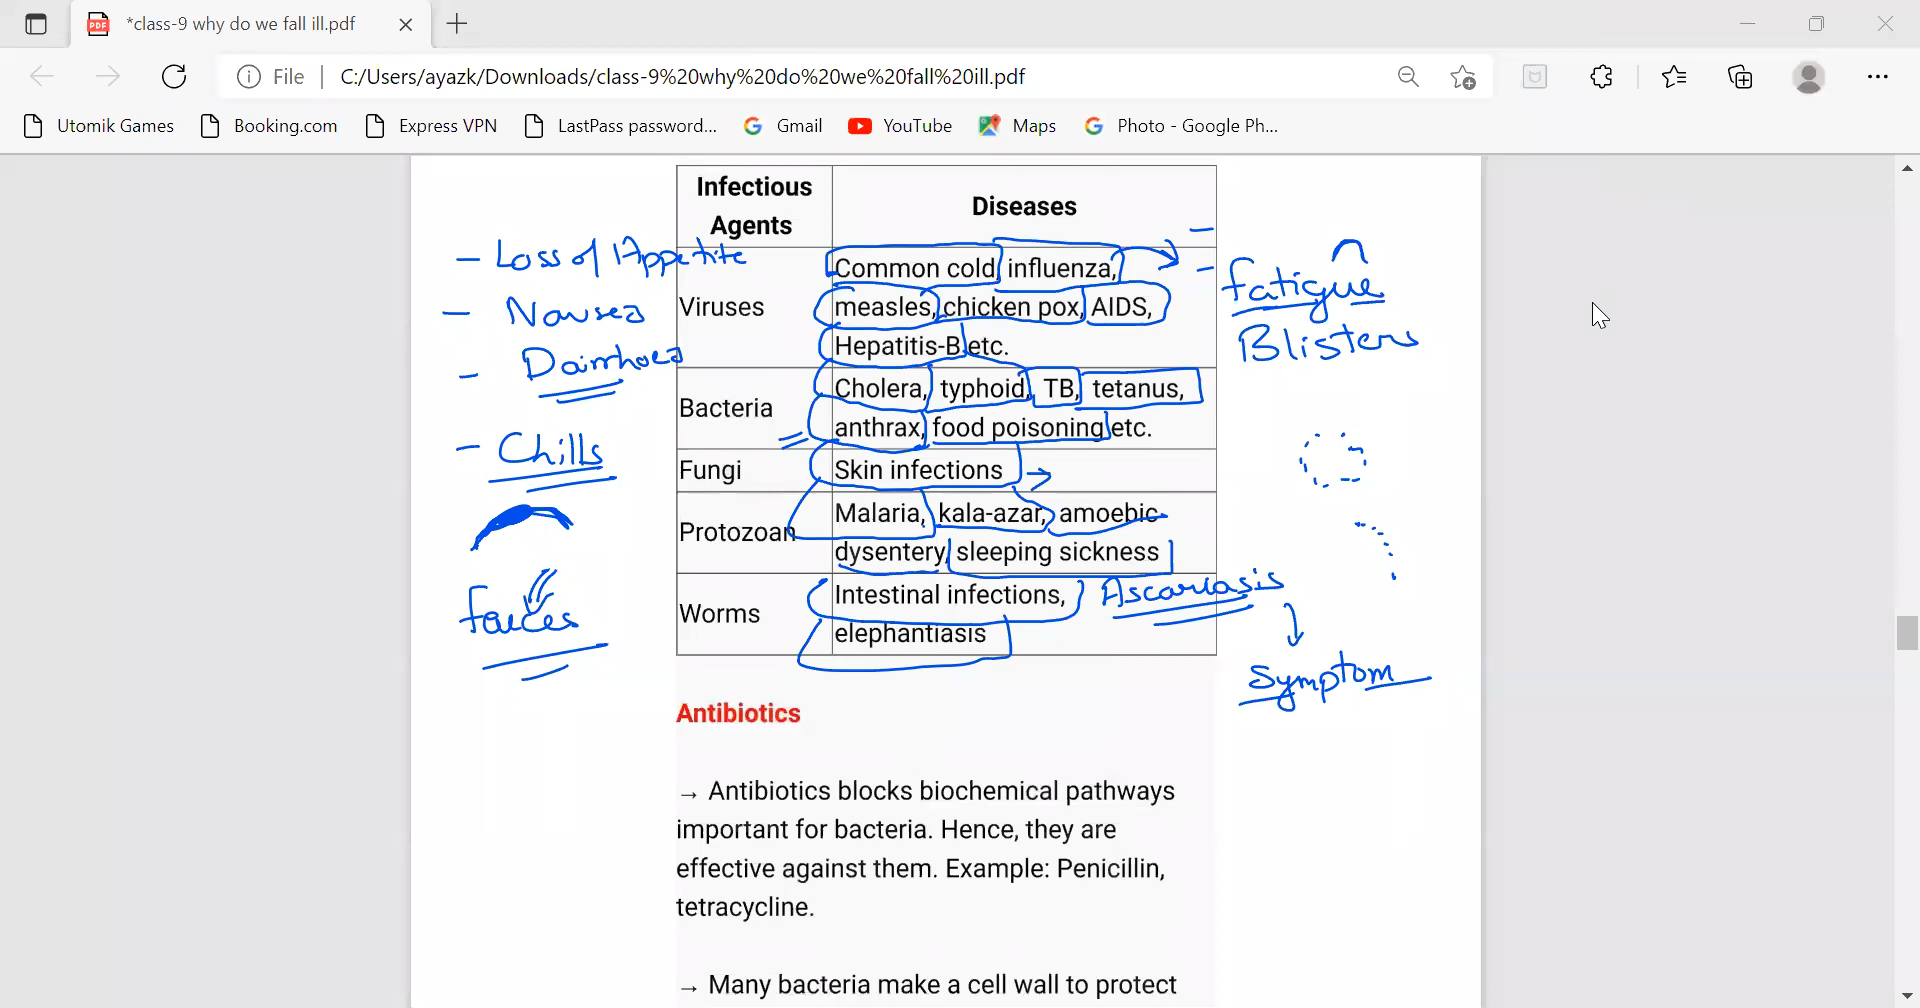 *class-9 why do we fall ill.pdf
File | C:/Users/ayazk/Downloads/class-9%20why%20do%20we%20fall%20ill.pdf
Utomik Games Booking.com Express VPN LastPass password... Gmail YouTube Maps Photo - Google Ph...
Infectious Agents Diseases
Viruses Common cold, influenza,
measles, chicken pox, AIDS,
Hepatitis-B etc.
Bacteria Cholera, typhoid, TB, tetanus,
anthrax, food poisoning etc.
Fungi Skin infections
Protozoan Malaria, kala-azar, amoebic
dysentery, sleeping sickness
Worms Intestinal infections,
elephantiasis
- Loss of Appetite
- Nausea
- Dairrhoea
- Chills
faeces
- fatigue
Blisters
Ascariasis
Symptom
Antibiotics
→ Antibiotics blocks biochemical pathways
important for bacteria. Hence, they are
effective against them. Example: Penicillin,
tetracycline.
→ Many bacteria make a cell wall to protect